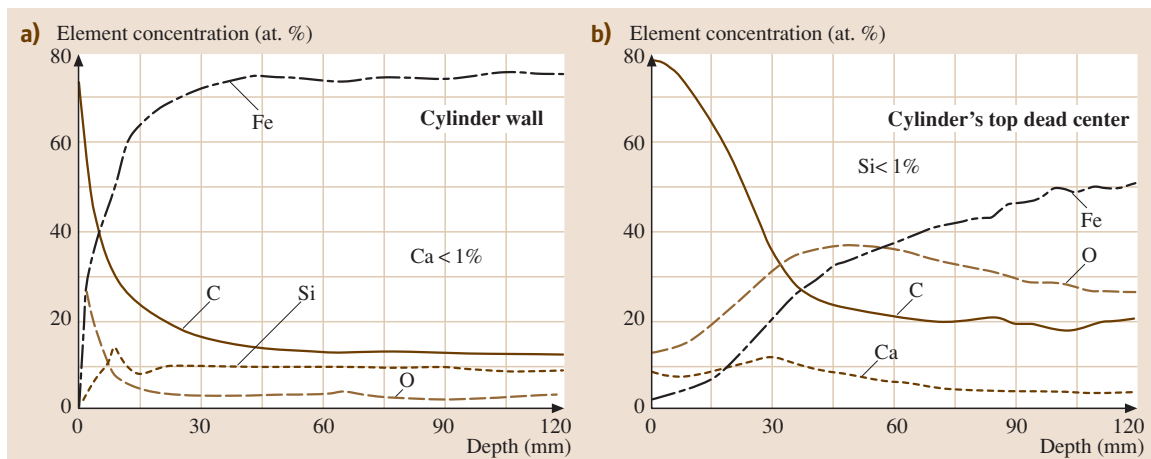 a) Element concentration (at. %)
80
60
40
20
0
Fe
Cylinder wall
Ca < 1%
C
Si
O
0 30 60 90 120
Depth (mm)
b) Element concentration (at. %)
80
60
40
20
0
Cylinder's top dead center
Si< 1%
Fe
O
C
Ca
0 30 60 90 120
Depth (mm)